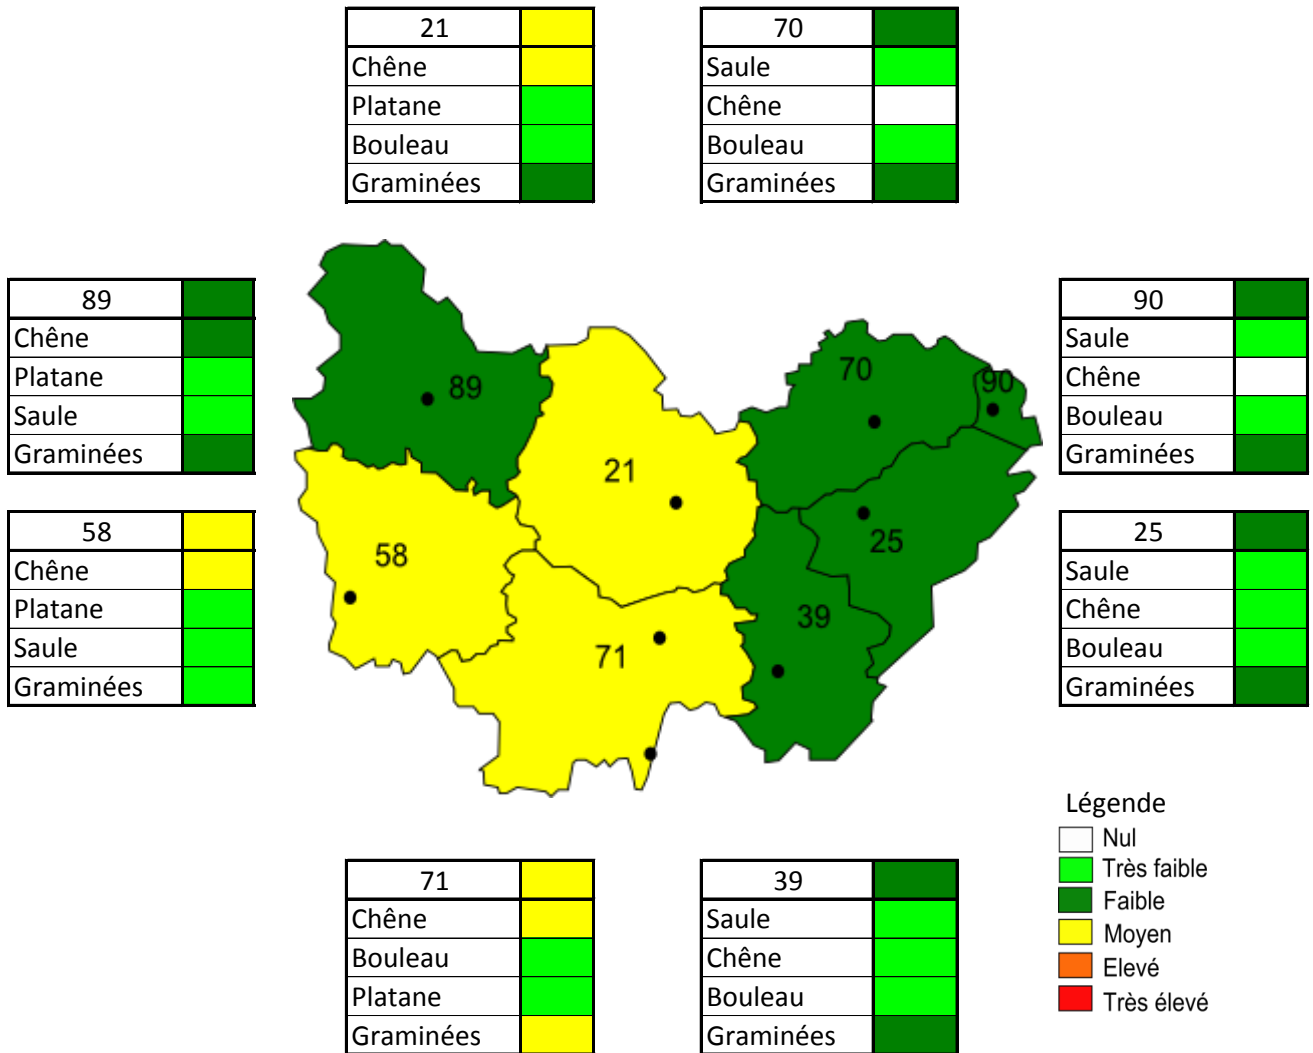 21
Chêne
Platane
Bouleau
Graminées
70
Saule
Chêne
Bouleau
Graminées
89
Chêne
Platane
Saule
Graminées
58
Chêne
Platane
Saule
Graminées
89
21
70
90
58
25
71
39
90
Saule
Chêne
Bouleau
Graminées
25
Saule
Chêne
Bouleau
Graminées
71
Chêne
Bouleau
Platane
Graminées
39
Saule
Chêne
Bouleau
Graminées
Légende
Nul
Très faible
Faible
Moyen
Elevé
Très élevé